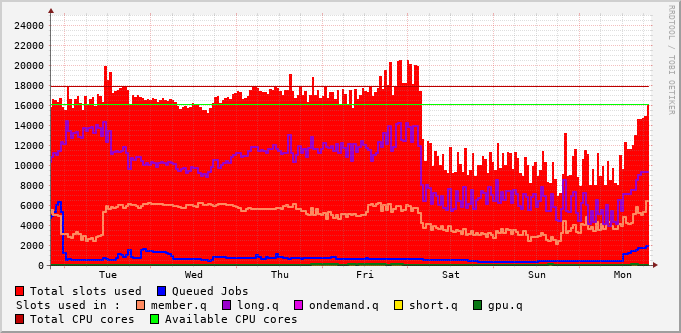 RRDTOOL / TOBI OETIKER
24000
22000
20000
18000
16000
14000
12000
10000
8000
6000
4000
2000
0
Tue Wed Thu Fri Sat Sun Mon
Total slots used Queued Jobs
Slots used in : member.q long.q ondemand.q short.q gpu.q
Total CPU cores Available CPU cores